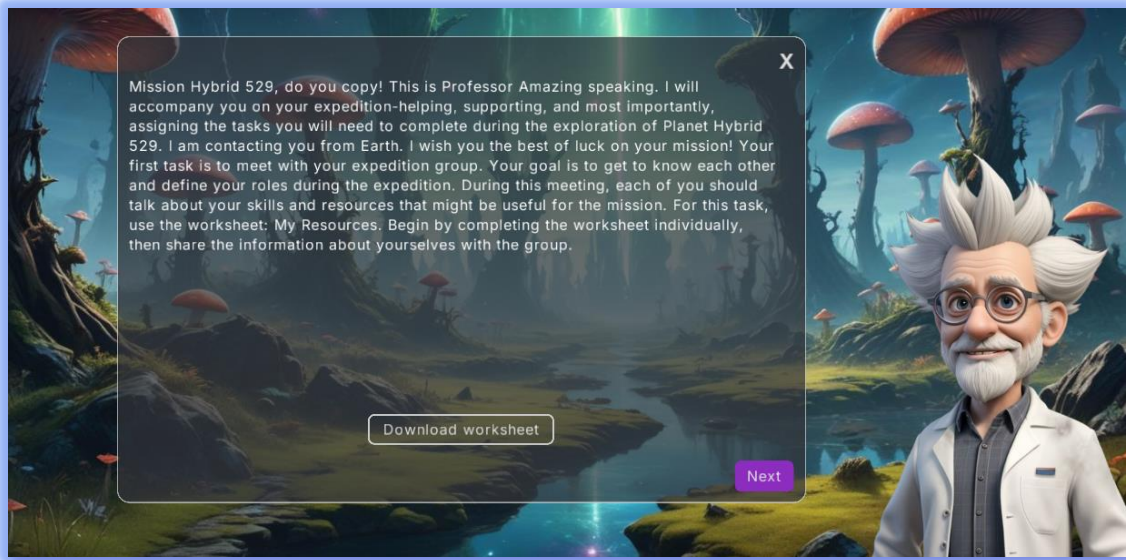 X
Mission Hybrid 529, do you copy! This is Professor Amazing speaking. I will
accompany you on your expedition-helping, supporting, and most importantly,
assigning the tasks you will need to complete during the exploration of Planet Hybrid
529. I am contacting you from Earth. I wish you the best of luck on your mission! Your
first task is to meet with your expedition group. Your goal is to get to know each other
and define your roles during the expedition. During this meeting, each of you should
talk about your skills and resources that might be useful for the mission. For this task,
use the worksheet: My Resources. Begin by completing the worksheet individually,
then share the information about yourselves with the group.
Download worksheet
Next